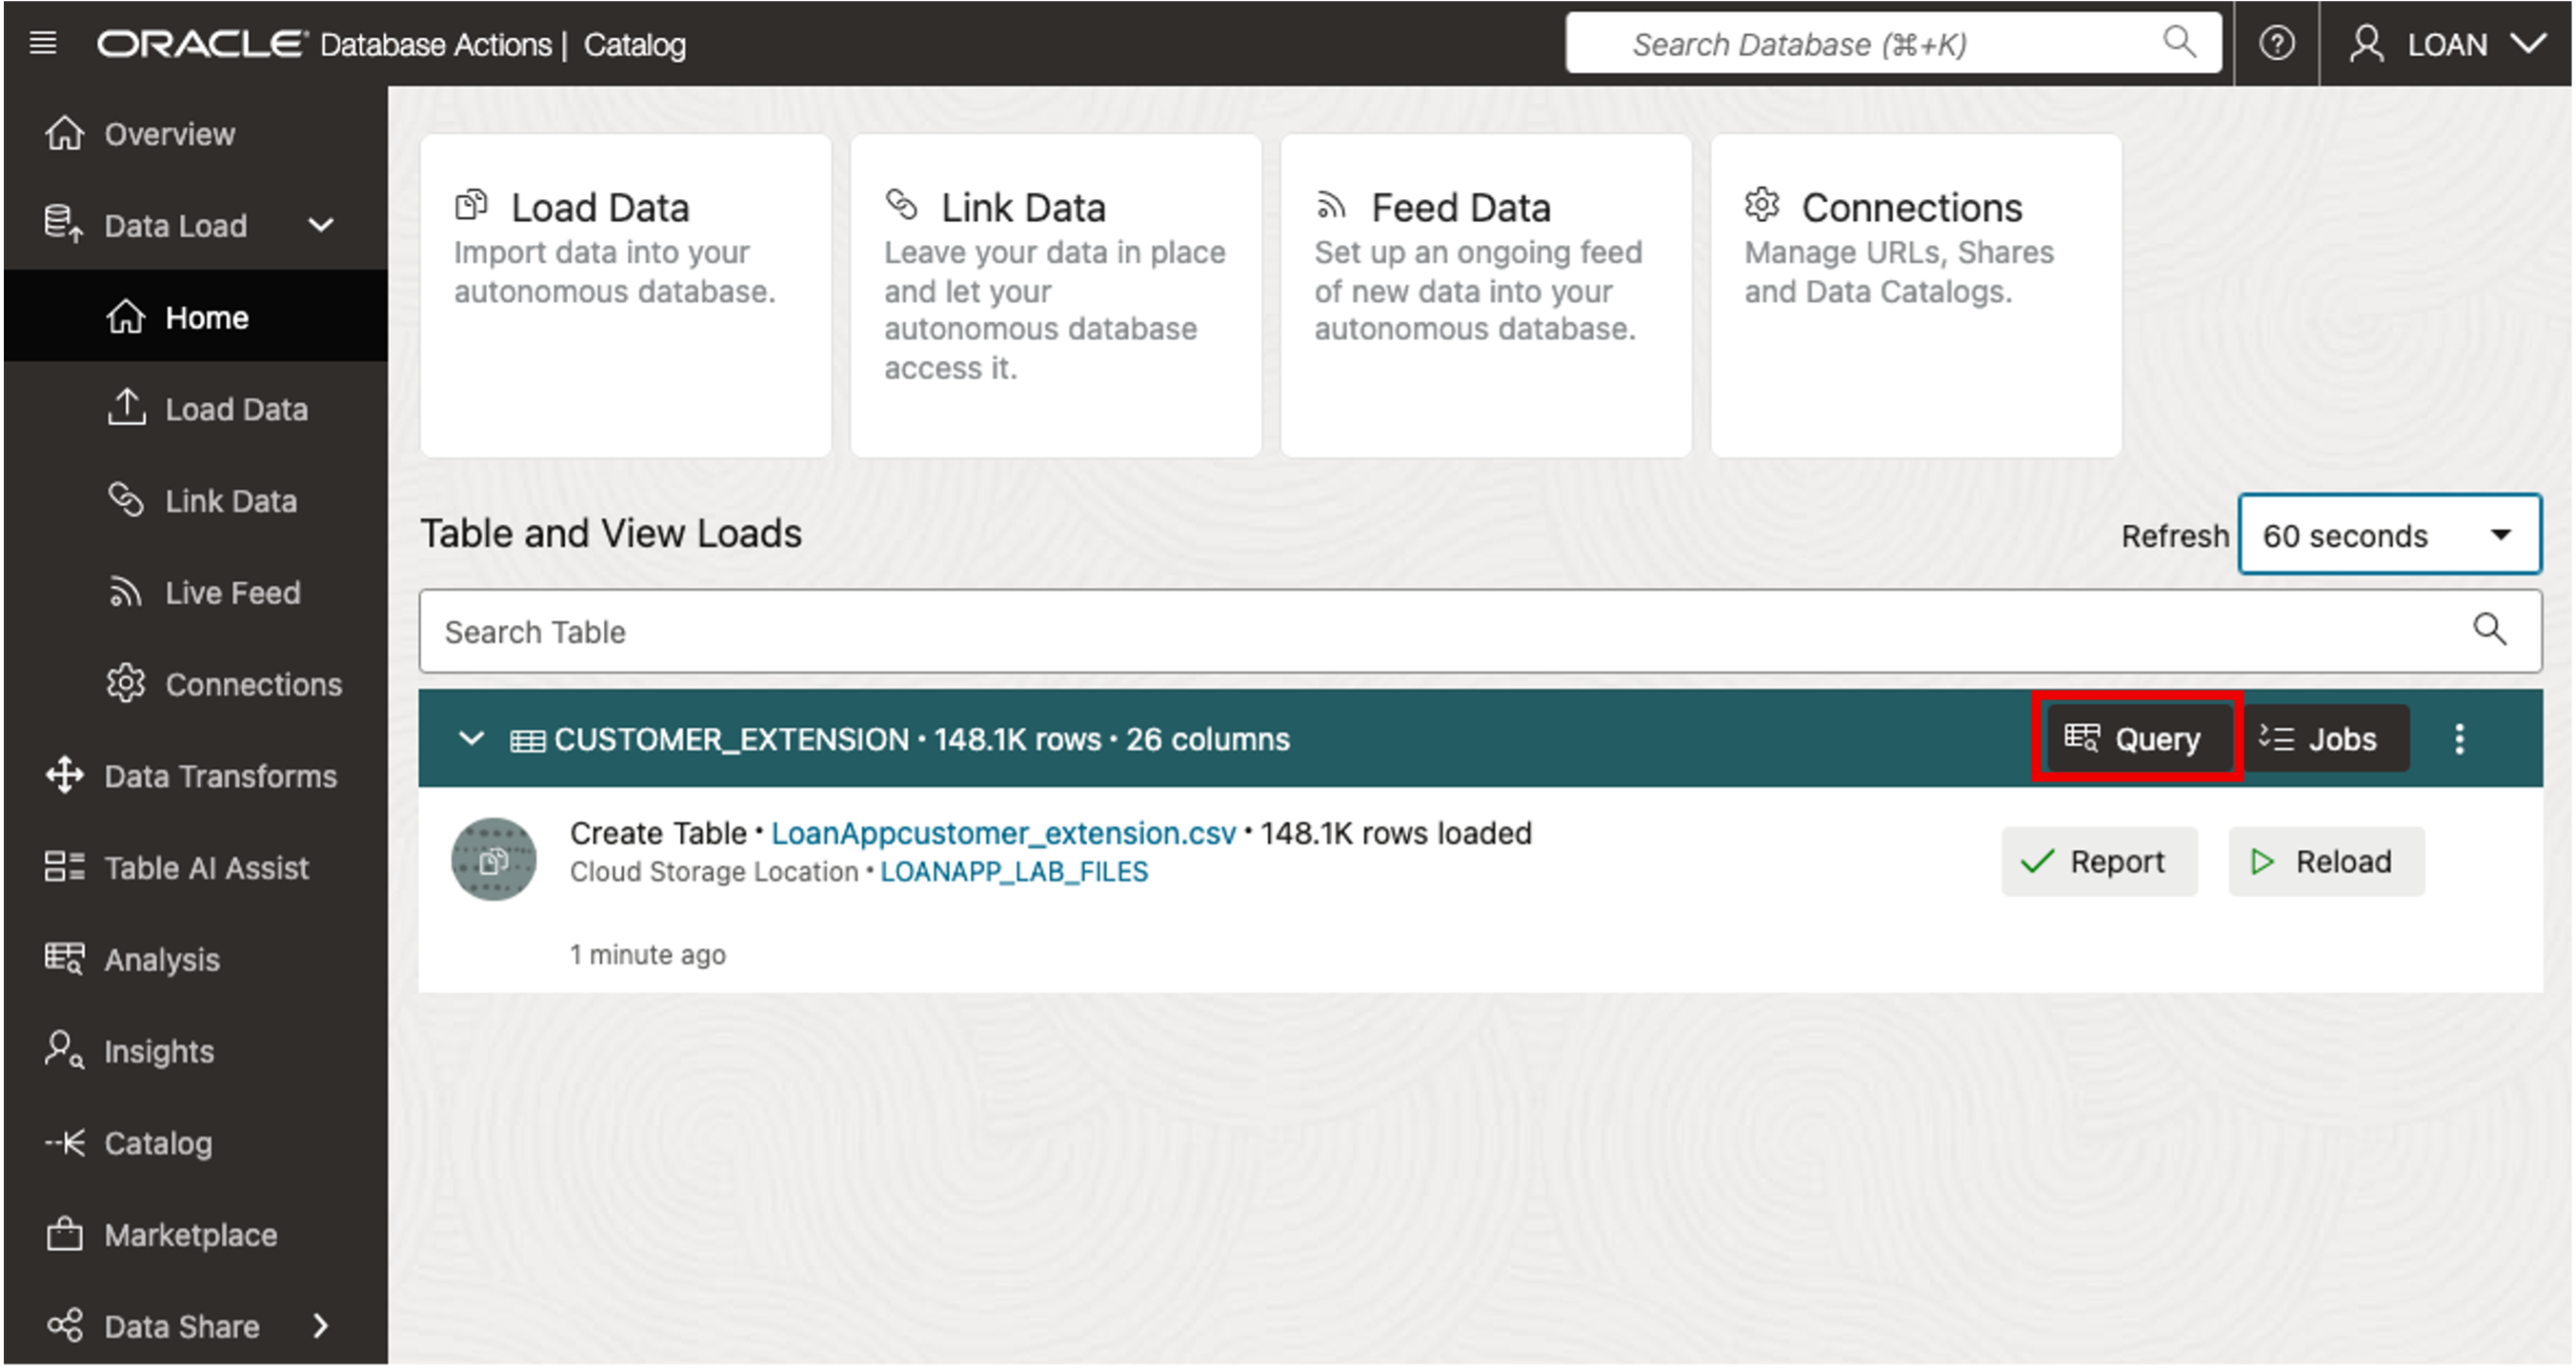 ORACLE Database Actions | Catalog
Search Database (⌘+K)
LOAN
Overview
Data Load
Home
Load Data
Link Data
Live Feed
Connections
Data Transforms
Table AI Assist
Analysis
Insights
Catalog
Marketplace
Data Share
Load Data
Import data into your
autonomous database.
Link Data
Leave your data in place
and let your
autonomous database
access it.
Feed Data
Set up an ongoing feed
of new data into your
autonomous database.
Connections
Manage URLs, Shares
and Data Catalogs.
Table and View Loads
Refresh 60 seconds
Search Table
CUSTOMER_EXTENSION • 148.1K rows • 26 columns
Query
Jobs
Create Table • LoanAppcustomer_extension.csv • 148.1K rows loaded
Cloud Storage Location • LOANAPP_LAB_FILES
1 minute ago
Report
Reload